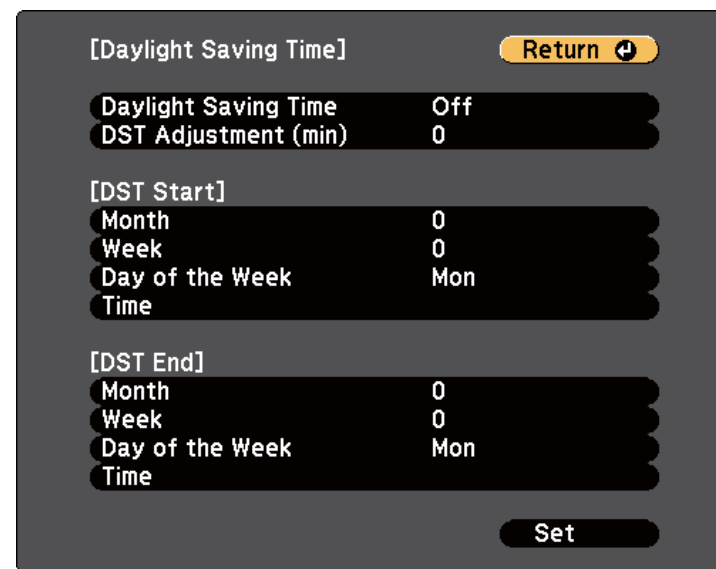 [Daylight Saving Time] Return
Daylight Saving Time Off
DST Adjustment (min) 0
[DST Start]
Month 0
Week 0
Day of the Week Mon
Time
[DST End]
Month 0
Week 0
Day of the Week Mon
Time
Set